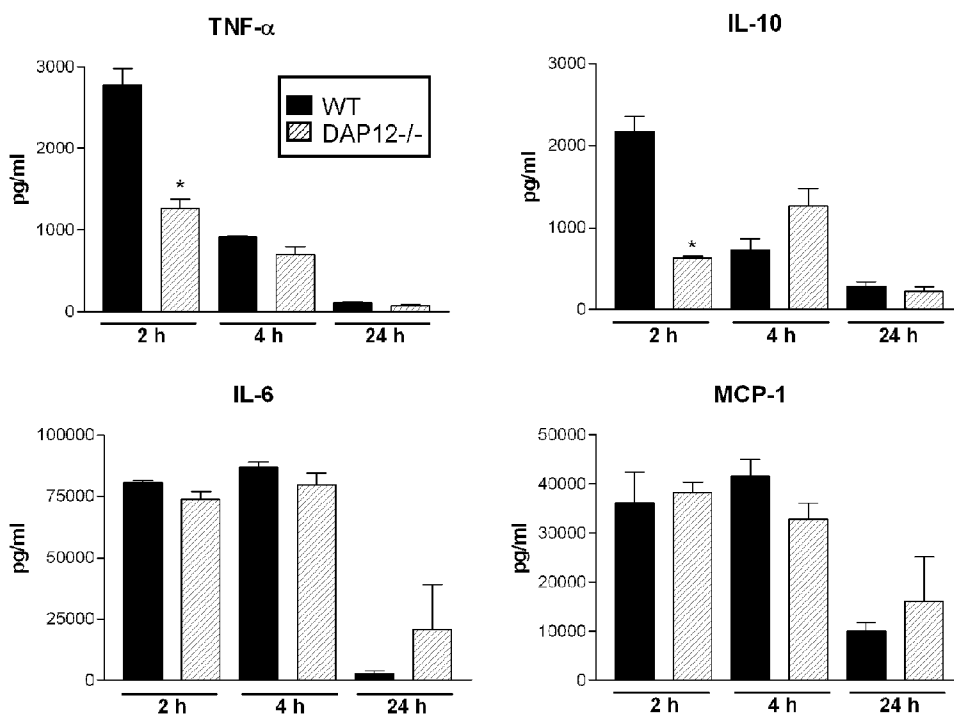 TNF-α
3000
2000
1000
0
pg/ml
WT
DAP12-/-
*
2 h
4 h
24 h
IL-10
3000
2000
1000
0
pg/ml
*
2 h
4 h
24 h
IL-6
100000
75000
50000
25000
0
pg/ml
2 h
4 h
24 h
MCP-1
50000
40000
30000
20000
10000
0
pg/ml
2 h
4 h
24 h